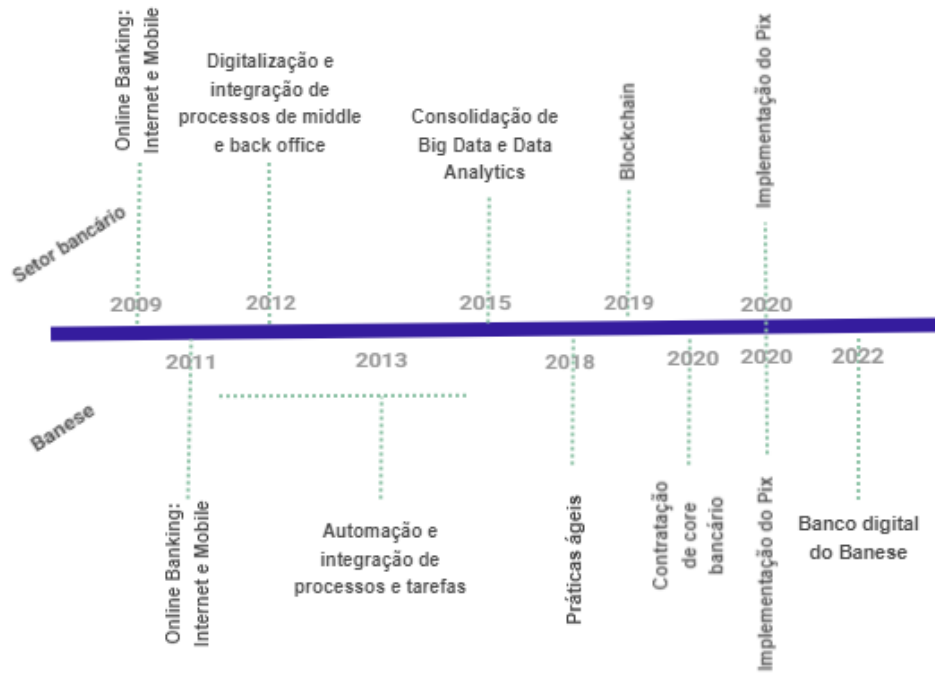 Online Banking:
Internet e Mobile
Digitalização e
integração de
processos de middle
e back office
Consolidação de
Big Data e Data
Analytics
Blockchain
Implementação do Pix
Setor bancário
2009
2012
2015
2019
2020
2011
2013
2018
2020
2020
2022
Banese
Online Banking:
Internet e Mobile
Automação e
integração de
processos e tarefas
Práticas ágeis
Contratação
de core
bancário
Implementação do Pix
Banco digital
do Banese